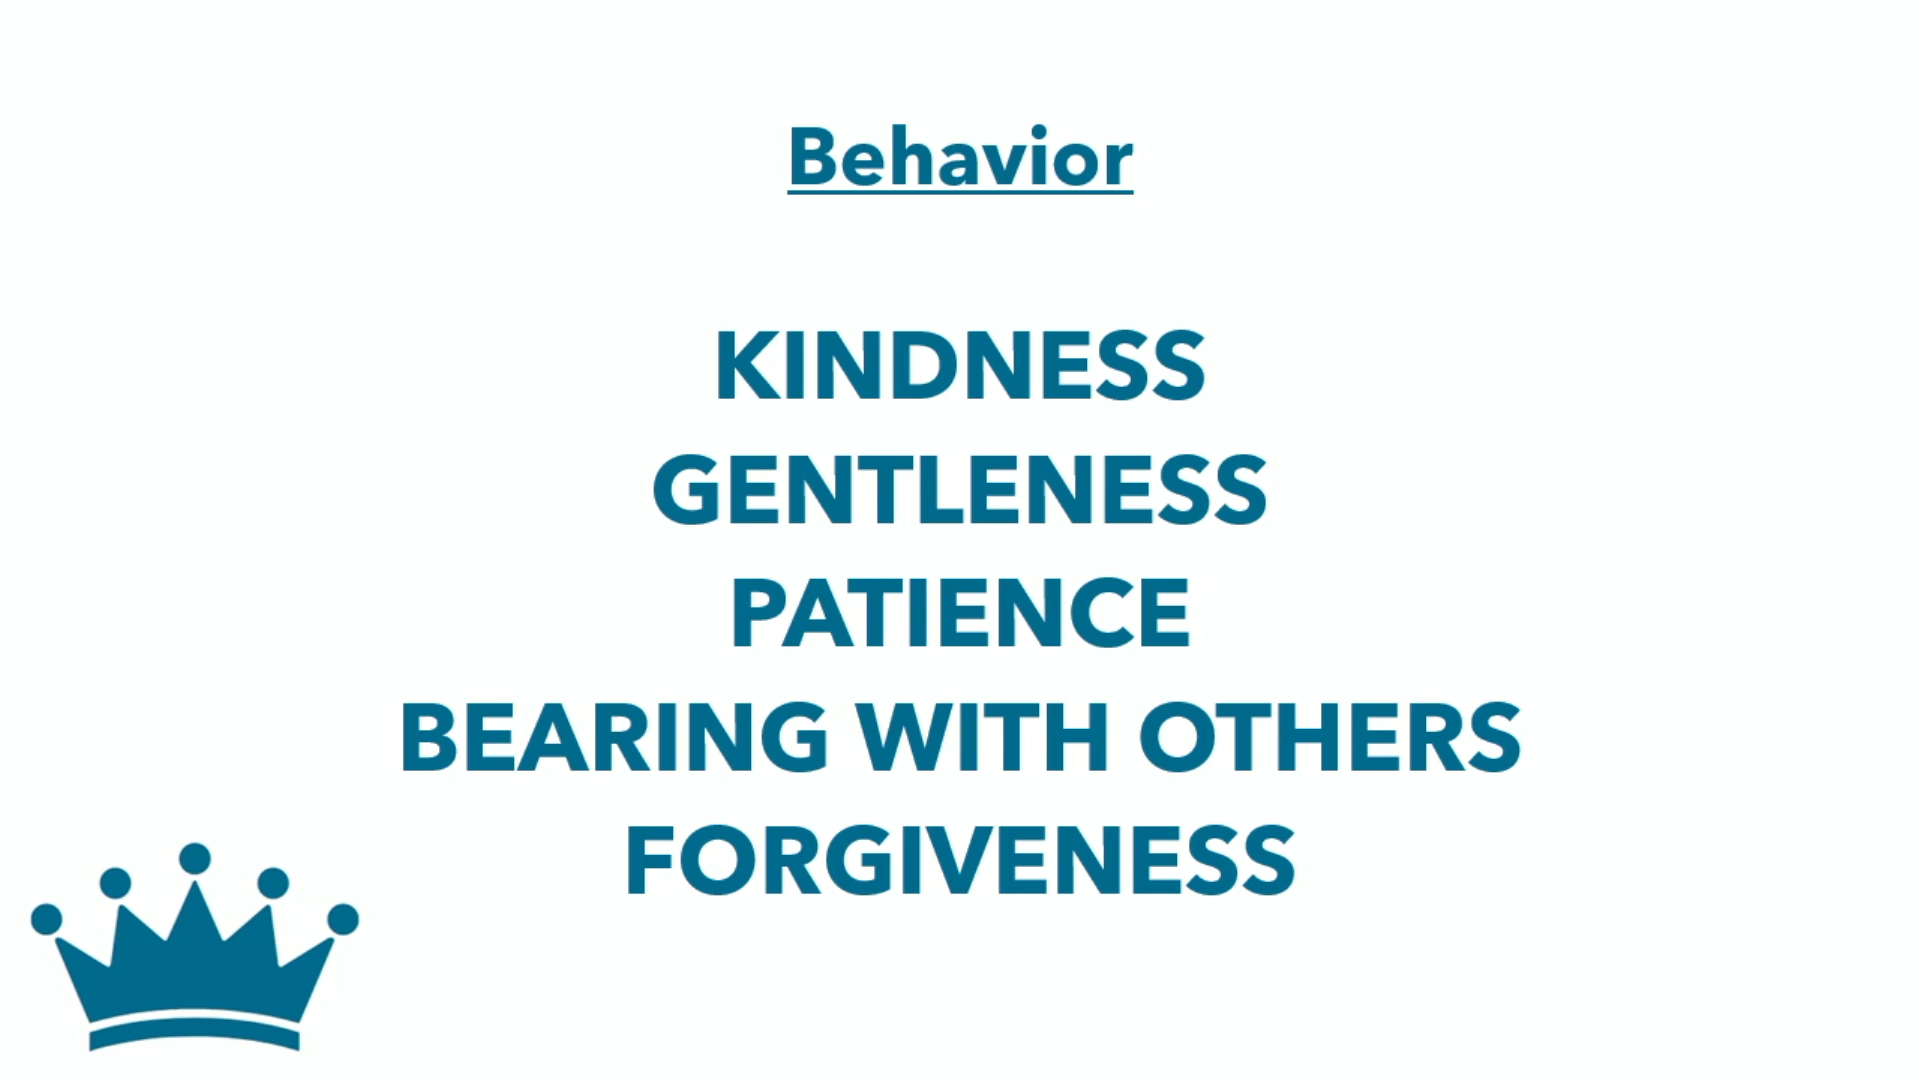 Behavior
KINDNESS
GENTLENESS
PATIENCE
BEARING WITH OTHERS
FORGIVENESS